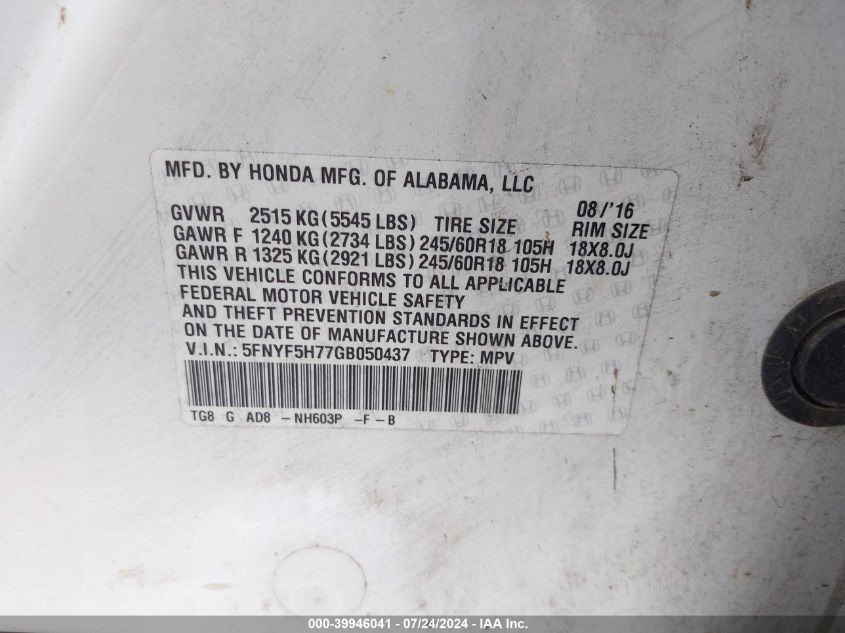 MFD. BY HONDA MFG. OF ALABAMA, LLC
08/'16
GVWR 2515 KG(5545 LBS) TIRE SIZE RIM SIZE
GAWR F 1240 KG(2734 LBS) 245/60R18 105H 18X8.0J
GAWR R 1325 KG(2921 LBS) 245/60R18 105H 18X8.0J
THIS VEHICLE CONFORMS TO ALL APPLICABLE
FEDERAL MOTOR VEHICLE SAFETY
AND THEFT PREVENTION STANDARDS IN EFFECT
ON THE DATE OF MANUFACTURE SHOWN ABOVE.
V.I.N.: 5FNYF5H77GB050437 TYPE: MPV
TG8 G AD8 -NH603P -F-B
000-39946041 - 07/24/2024 - IAA Inc.